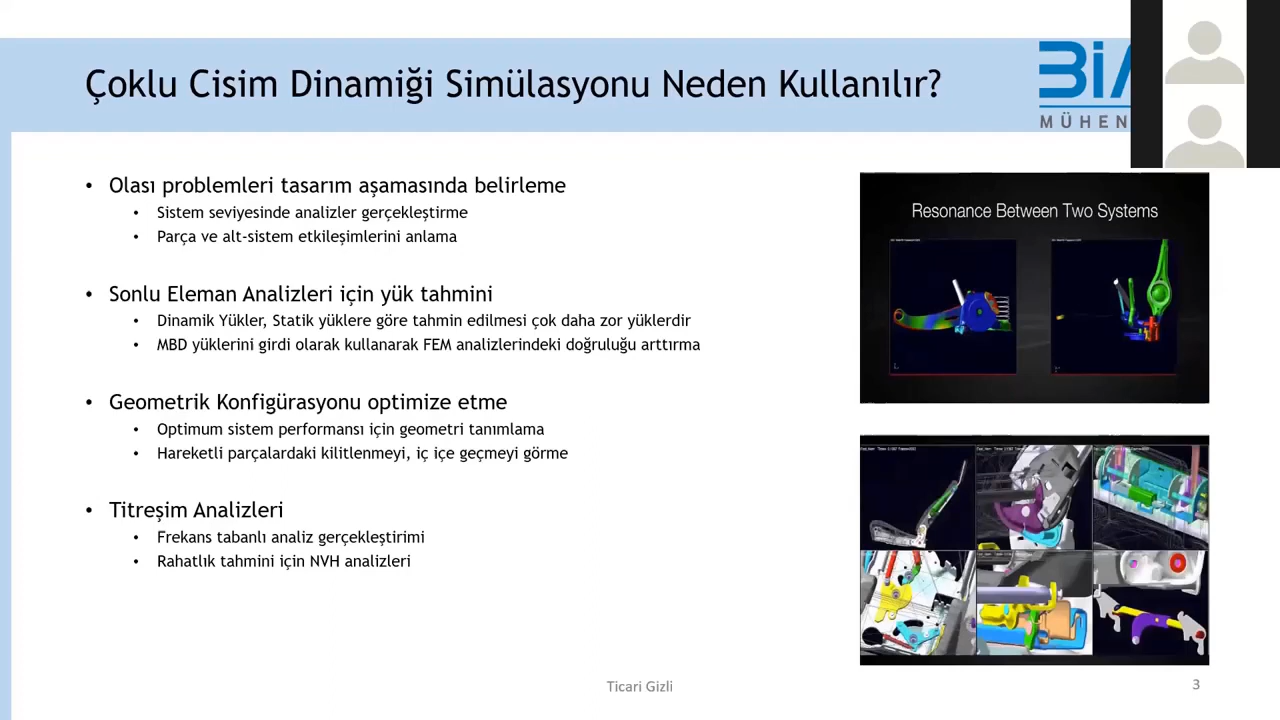 Çoklu Cisim Dinamiği Simülasyonu Neden Kullanılır?
BİA
MÜHEN
• Olası problemleri tasarım aşamasında belirleme
• Sistem seviyesinde analizler gerçekleştirme
• Parça ve alt-sistem etkileşimlerini anlama
• Sonlu Eleman Analizleri için yük tahmini
• Dinamik Yükler, Statik yüklere göre tahmin edilmesi çok daha zor yüklerdir
• MBD yüklerini girdi olarak kullanarak FEM analizlerindeki doğruluğu arttırma
• Geometrik Konfigürasyonu optimize etme
• Optimum sistem performansı için geometri tanımlama
• Hareketli parçalardaki kilitlenmeyi, iç içe geçmeyi görme
• Titreşim Analizleri
• Frekans tabanlı analiz gerçekleştirimi
• Rahatlık tahmini için NVH analizleri
Resonance Between Two Systems
Ticari Gizli
3